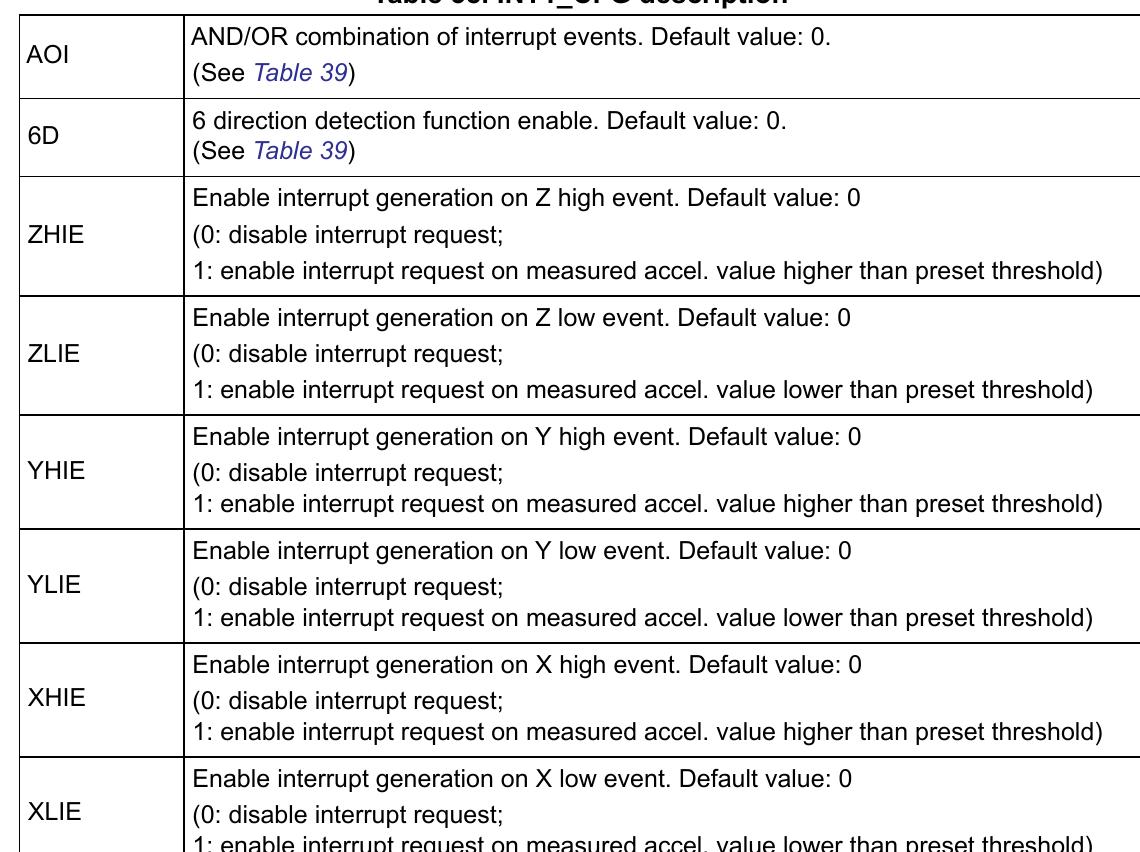 description
AOI
AND/OR combination of interrupt events. Default value: 0.
(See Table 39)
6D
6 direction detection function enable. Default value: 0.
(See Table 39)
ZHIE
Enable interrupt generation on Z high event. Default value: 0
(0: disable interrupt request;
1: enable interrupt request on measured accel. value higher than preset threshold)
ZLIE
Enable interrupt generation on Z low event. Default value: 0
(0: disable interrupt request;
1: enable interrupt request on measured accel. value lower than preset threshold)
YHIE
Enable interrupt generation on Y high event. Default value: 0
(0: disable interrupt request;
1: enable interrupt request on measured accel. value higher than preset threshold)
YLIE
Enable interrupt generation on Y low event. Default value: 0
(0: disable interrupt request;
1: enable interrupt request on measured accel. value lower than preset threshold)
XHIE
Enable interrupt generation on X high event. Default value: 0
(0: disable interrupt request;
1: enable interrupt request on measured accel. value higher than preset threshold)
XLIE
Enable interrupt generation on X low event. Default value: 0
(0: disable interrupt request;
1: enable interrupt request on measured accel. value lower than preset threshold)